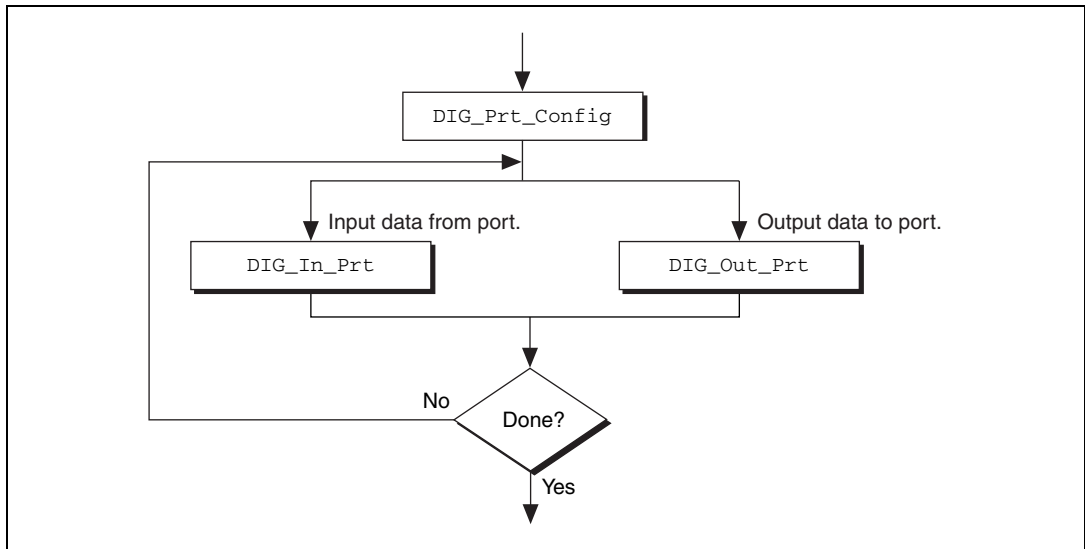 DIG_Prt_Config
Input data from port.
Output data to port.
DIG_In_Prt
DIG_Out_Prt
No
Done?
Yes